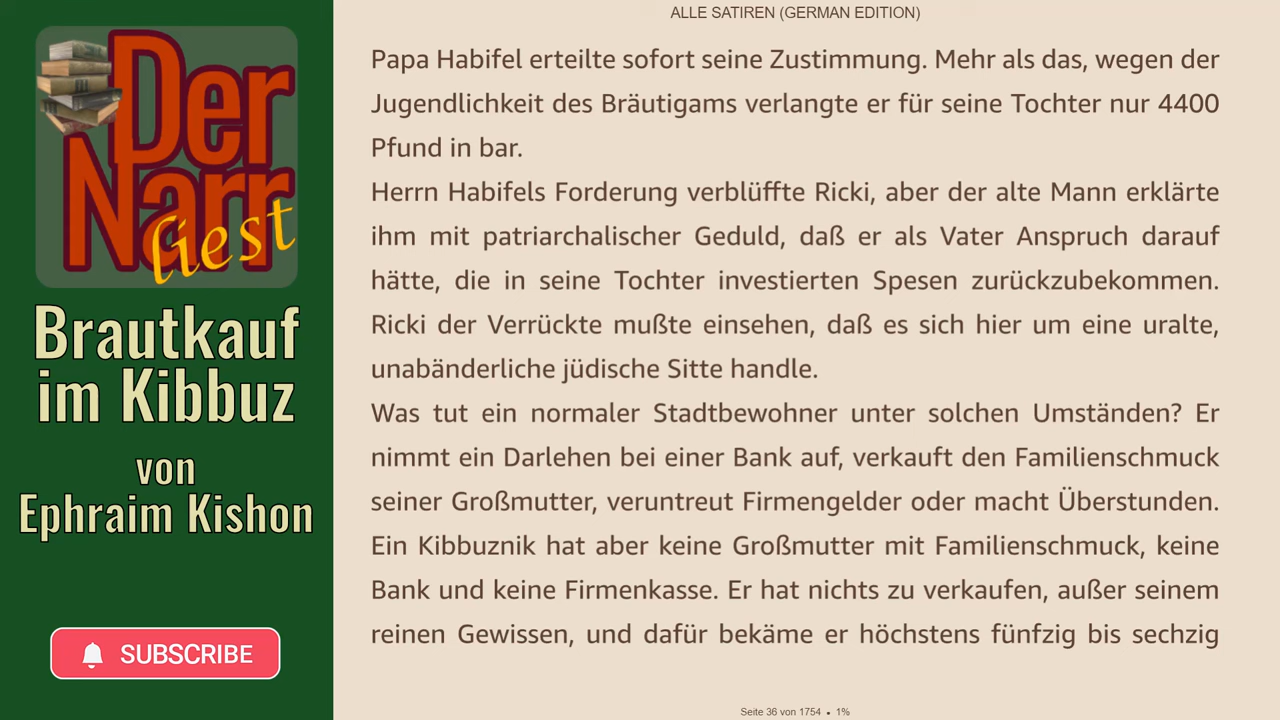 Der
Narr
liest
Brautkauf
im Kibbuz
von
Ephraim Kishon
SUBSCRIBE
ALLE SATIREN (GERMAN EDITION)
Papa Habifel erteilte sofort seine Zustimmung. Mehr als das, wegen der
Jugendlichkeit des Bräutigams verlangte er für seine Tochter nur 4400
Pfund in bar.
Herrn Habifels Forderung verblüffte Ricki, aber der alte Mann erklärte
ihm mit patriarchalischer Geduld, daß er als Vater Anspruch darauf
hätte, die in seine Tochter investierten Spesen zurückzubekommen.
Ricki der Verrückte mußte einsehen, daß es sich hier um eine uralte,
unabänderliche jüdische Sitte handle.
Was tut ein normaler Stadtbewohner unter solchen Umständen? Er
nimmt ein Darlehen bei einer Bank auf, verkauft den Familienschmuck
seiner Großmutter, veruntreut Firmengelder oder macht Überstunden.
Ein Kibbuznik hat aber keine Großmutter mit Familienschmuck, keine
Bank und keine Firmenkasse. Er hat nichts zu verkaufen, außer seinem
reinen Gewissen, und dafür bekäme er höchstens fünfzig bis sechzig
Seite 36 von 1754 • 1%